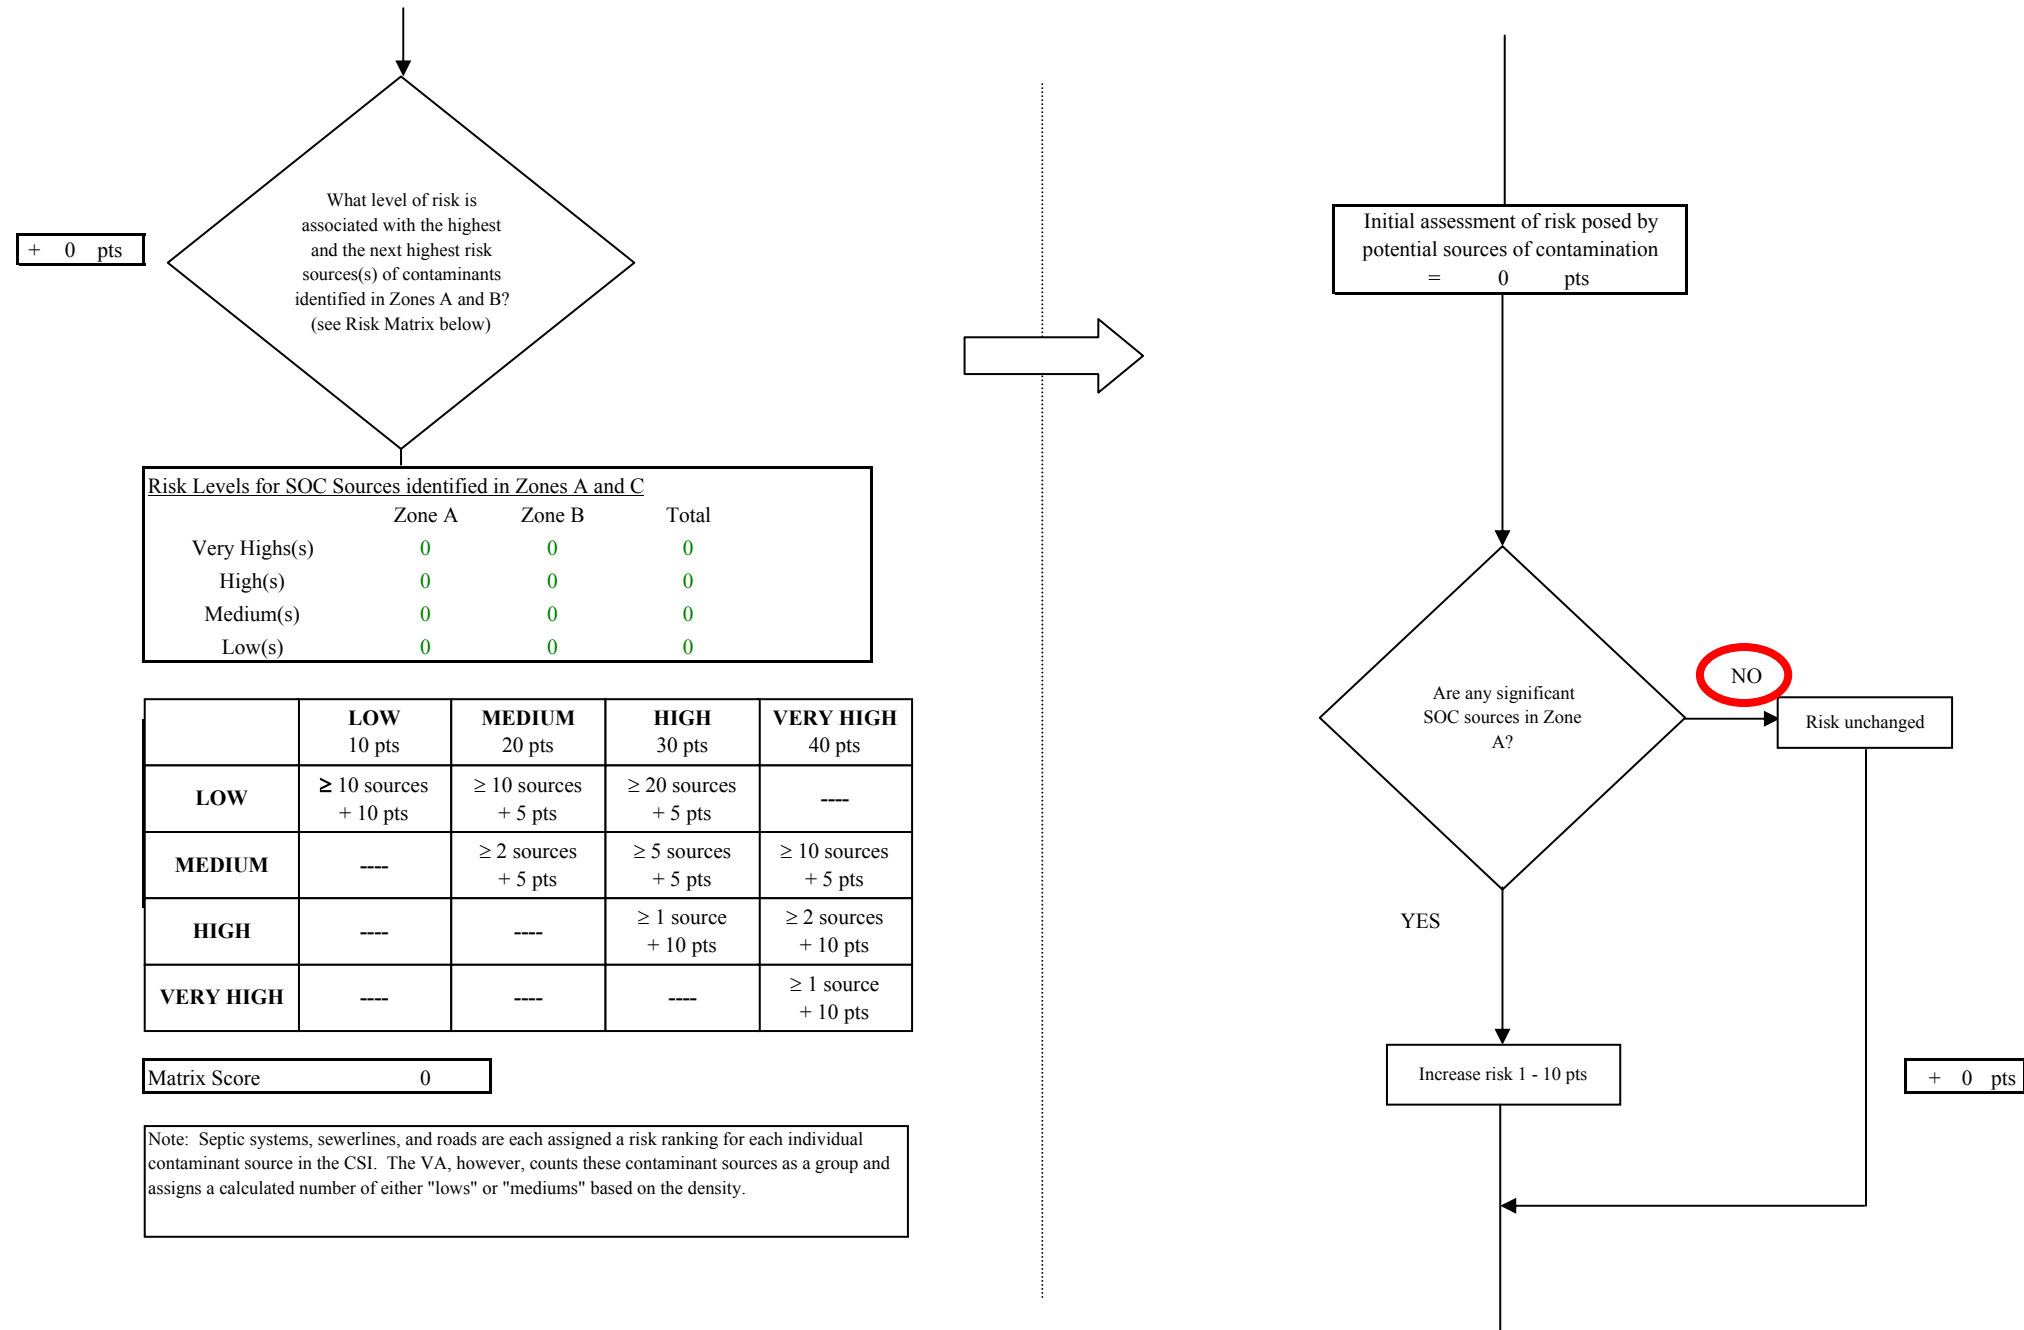 What level of risk is
associated with the highest
and the next highest risk
sources(s) of contaminants
identified in Zones A and B?
(see Risk Matrix below)
+ 0 pts
Risk Levels for SOC Sources identified in Zones A and C
Zone A Zone B Total
Very Highs(s) 0 0 0
High(s) 0 0 0
Medium(s) 0 0 0
Low(s) 0 0 0
LOW MEDIUM HIGH VERY HIGH
10 pts 20 pts 30 pts 40 pts
LOW ≥ 10 sources ≥ 10 sources ≥ 20 sources ----
+ 10 pts + 5 pts + 5 pts
MEDIUM ---- ≥ 2 sources ≥ 5 sources ≥ 10 sources
+ 5 pts + 5 pts + 5 pts
HIGH ---- ---- ≥ 1 source ≥ 2 sources
+ 10 pts + 10 pts
VERY HIGH ---- ---- ---- ≥ 1 source
+ 10 pts
Matrix Score 0
Note: Septic systems, sewerlines, and roads are each assigned a risk ranking for each individual
contaminant source in the CSI. The VA, however, counts these contaminant sources as a group and
assigns a calculated number of either "lows" or "mediums" based on the density.
Initial assessment of risk posed by
potential sources of contamination
= 0 pts
Are any significant
SOC sources in Zone
A?
NO
Risk unchanged
YES
Increase risk 1 - 10 pts
+ 0 pts